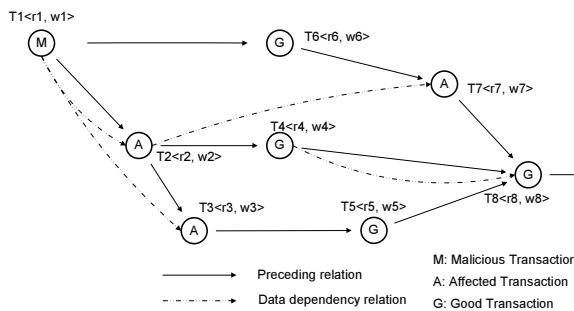 T1<r1, w1>
M
G
T6<r6, w6>
A
T7<r7, w7>
A
T2<r2, w2>
T4<r4, w4>
G
G
T8<r8, w8>
T3<r3, w3>
A
T5<r5, w5>
G
Preceding relation
Data dependency relation
M: Malicious Transaction
A: Affected Transaction
G: Good Transaction